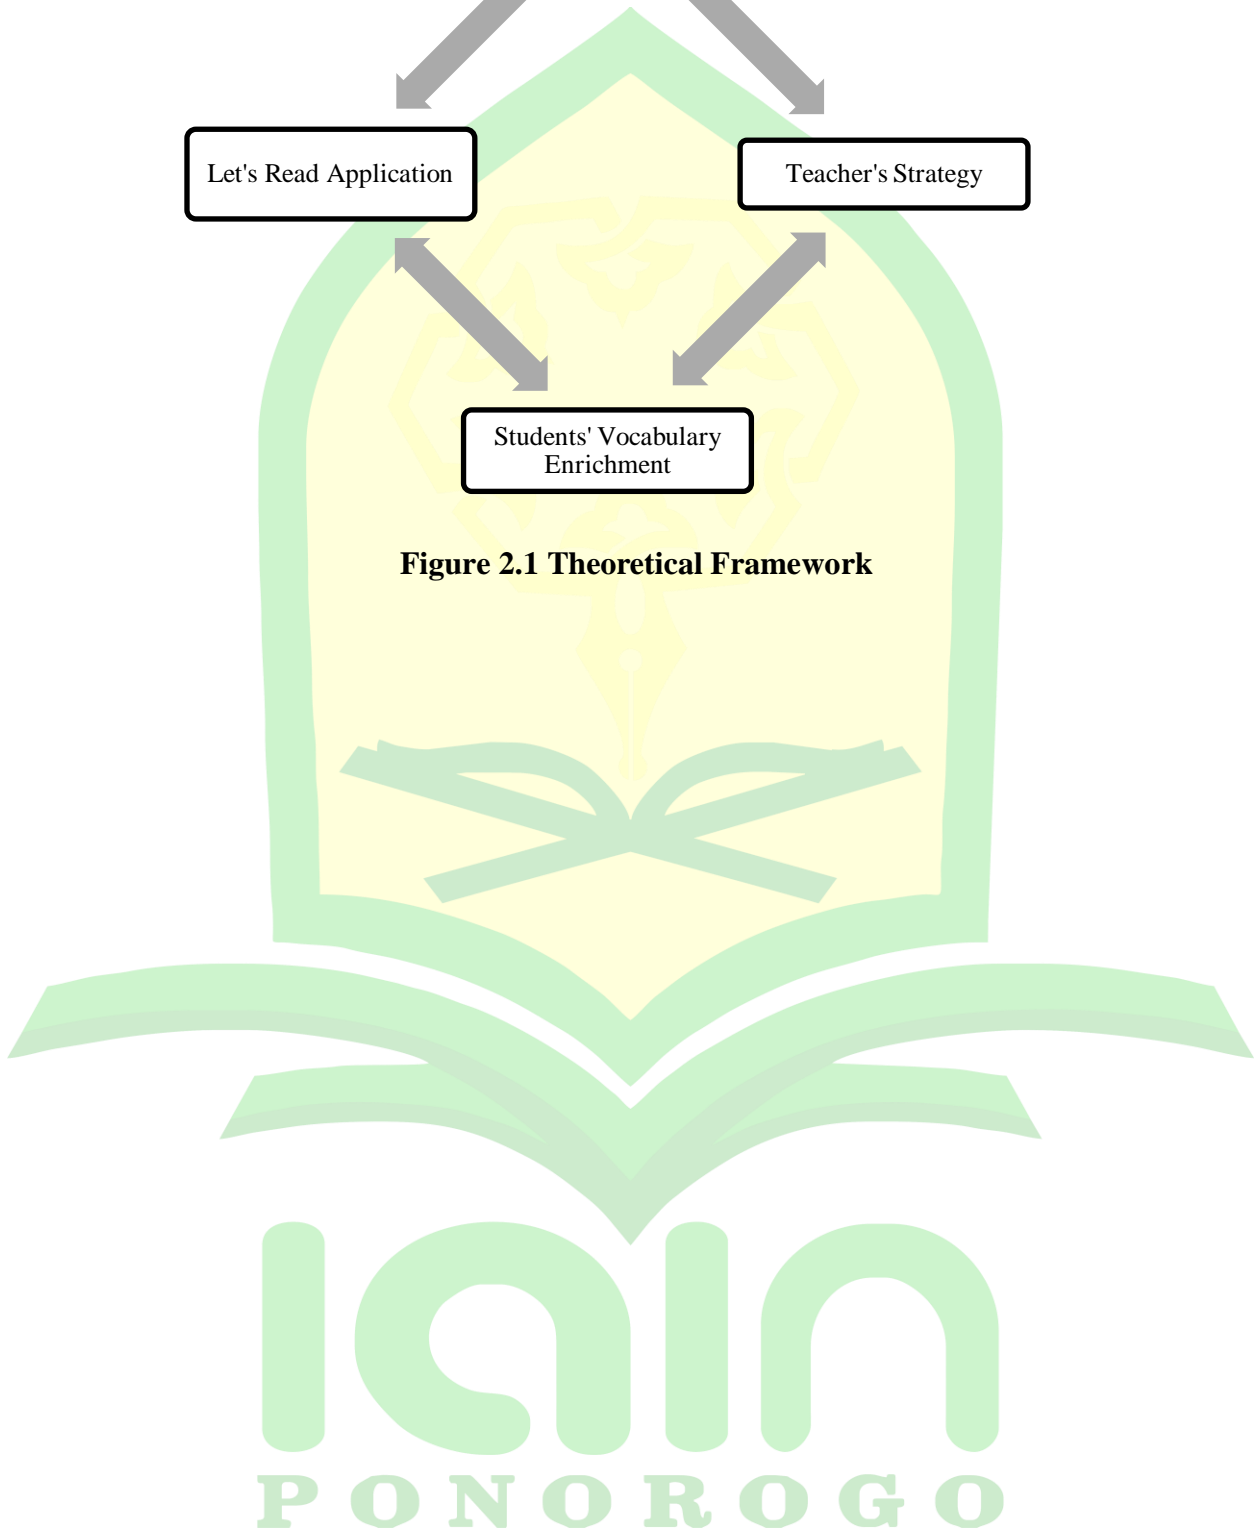 Let's Read Application
Teacher's Strategy
Students' Vocabulary
Enrichment
Figure 2.1 Theoretical Framework
iain
PONOROGO